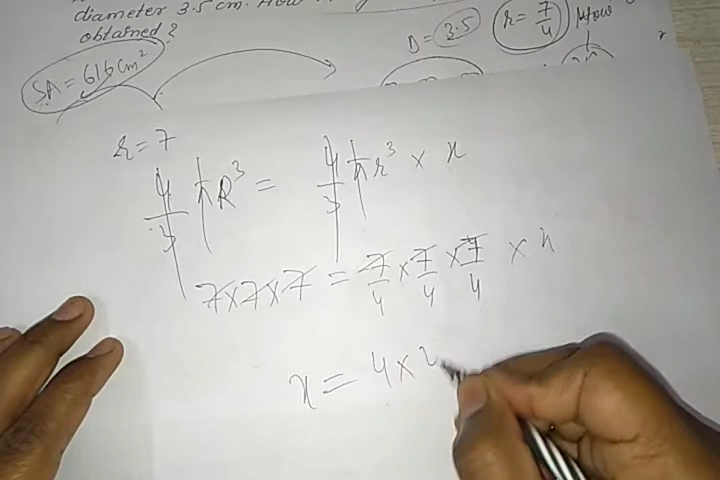 diameter 3.5 cm. How
obtained?
SA = 616 cm²
D = 3.5
r = 7/4
r = 7
4/3 πR³ = 4/3 πr³ × x
7×7×7 = 7/4 × 7/4 × 7/4 × x
x = 4×